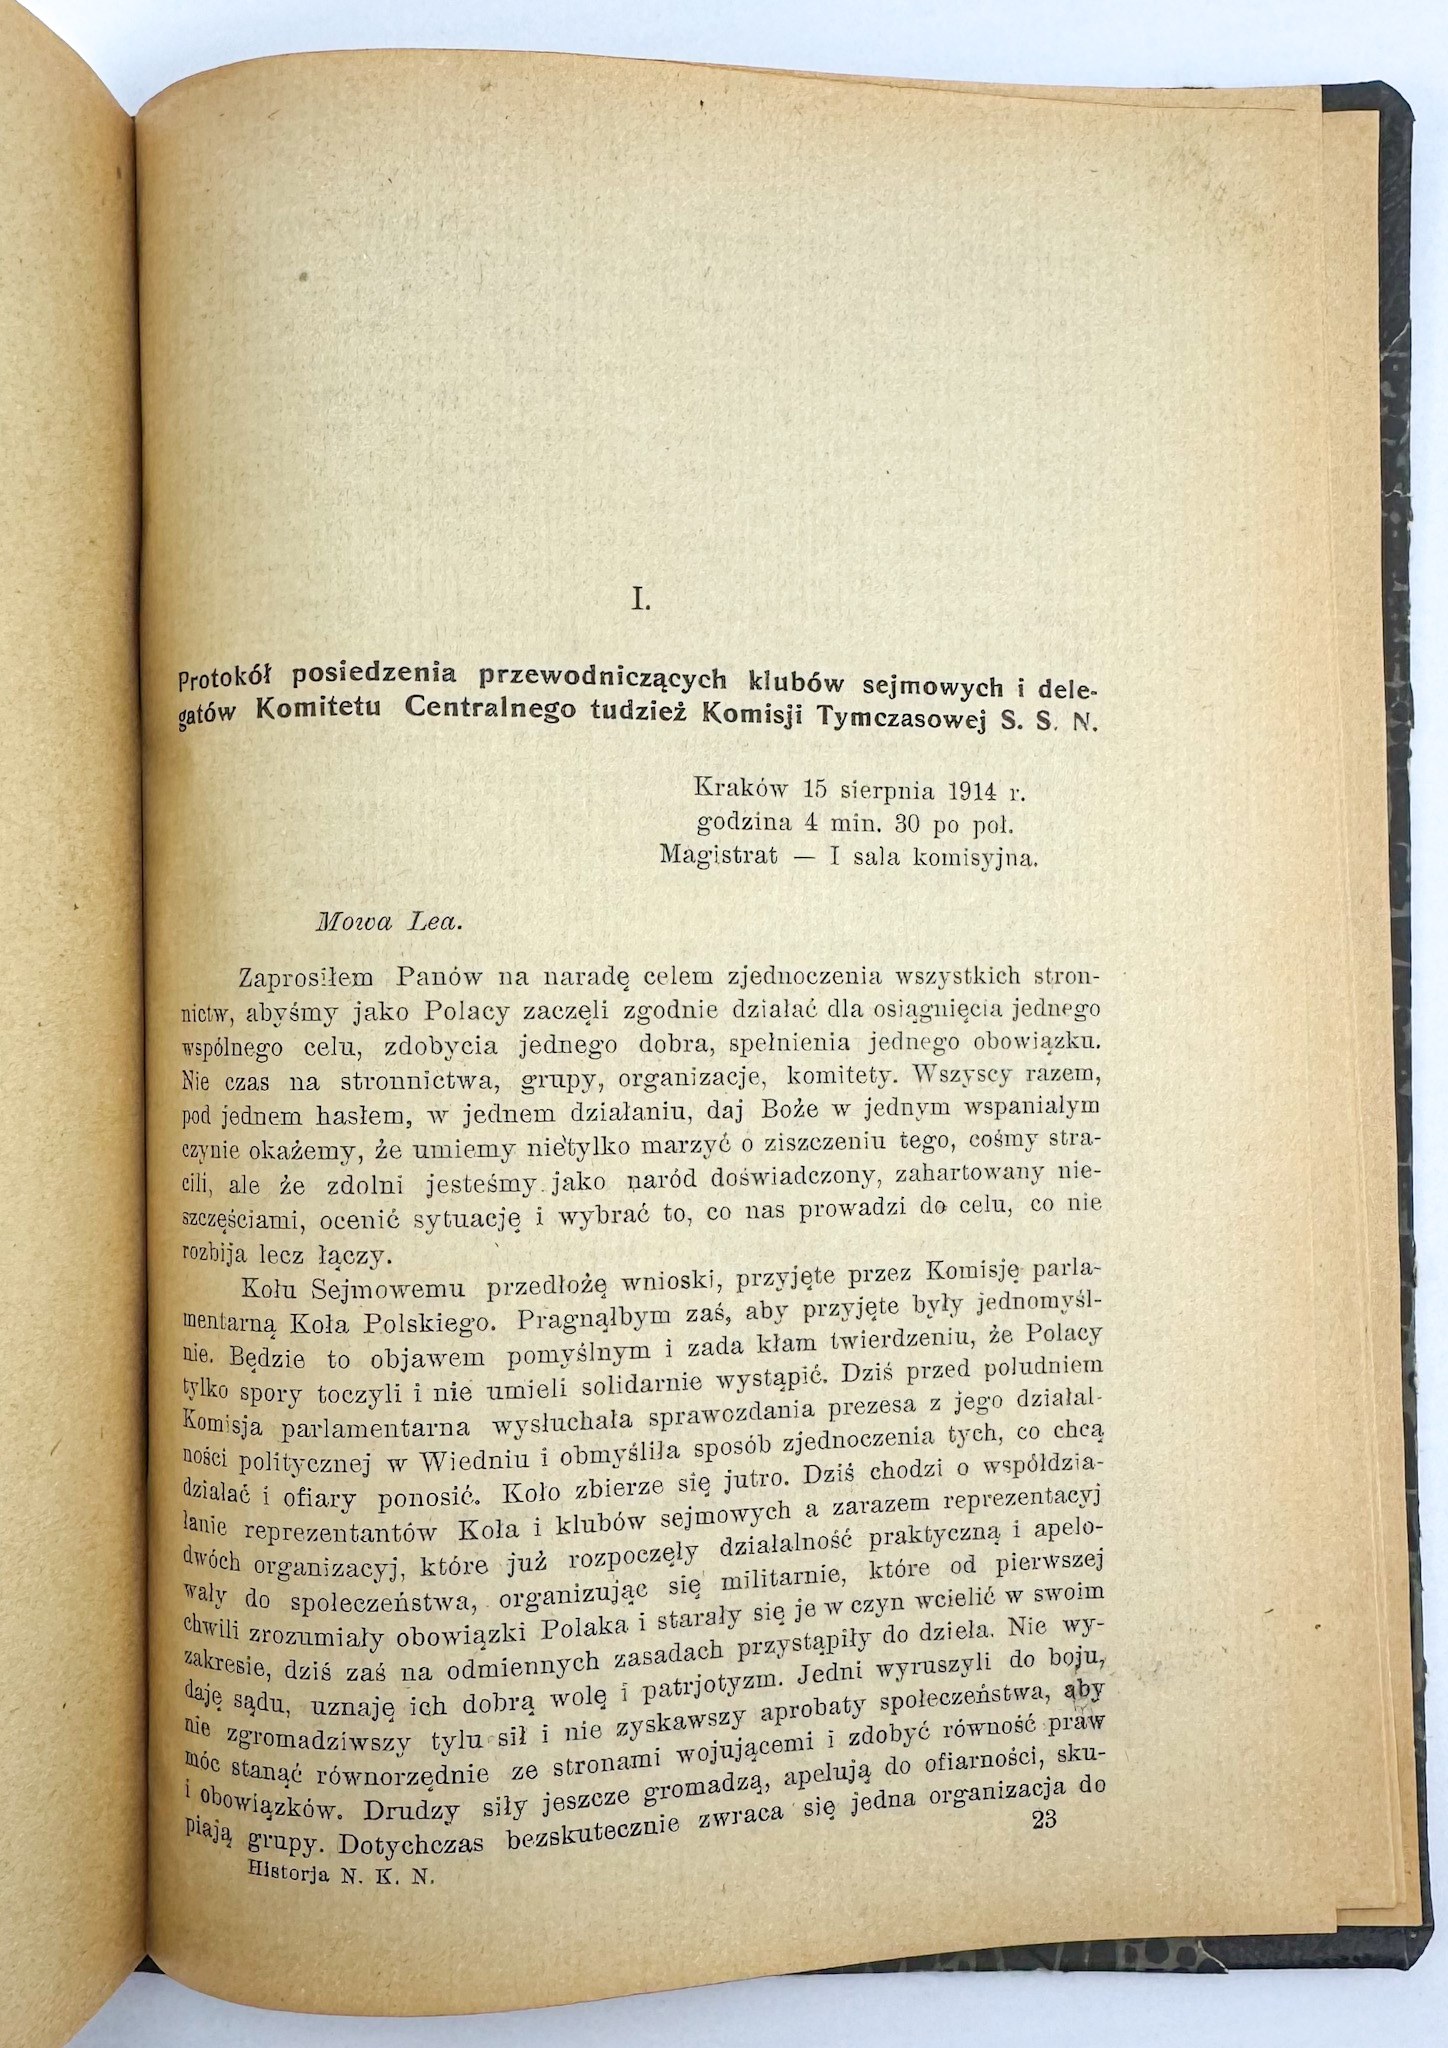 I.
Protokół posiedzenia przewodniczących klubów sejmowych i dele-
gatów Komitetu Centralnego tudzież Komisji Tymczasowej S. S. N.
Kraków 15 sierpnia 1914 r.
godzina 4 min. 30 po poł.
Magistrat — I sala komisyjna.
Mowa Lea.
Zaprosiłem Panów na naradę celem zjednoczenia wszystkich stron-
nictw, abyśmy jako Polacy zaczęli zgodnie działać dla osiągnięcia jednego
wspólnego celu, zdobycia jednego dobra, spełnienia jednego obowiązku.
Nie czas na stronnictwa, grupy, organizacje, komitety. Wszyscy razem,
pod jednem hasłem, w jednem działaniu, daj Boże w jednym wspaniałym
czynie okażemy, że umiemy nietylko marzyć o ziszczeniu tego, cośmy stra-
cili, ale że zdolni jesteśmy jako naród doświadczony, zahartowany nie-
szczęściami, ocenić sytuację i wybrać to, co nas prowadzi do celu, co nie
rozbija lecz łączy.
Kołu Sejmowemu przedłożę wnioski, przyjęte przez Komisję parla-
mentarną Koła Polskiego. Pragnąłbym zaś, aby przyjęte były jednomyśl-
nie. Będzie to objawem pomyślnym i zada kłam twierdzeniu, że Polacy
tylko spory toczyli i nie umieli solidarnie wystąpić. Dziś przed południem
Komisja parlamentarna wysłuchała sprawozdania prezesa z jego działal-
ności politycznej w Wiedniu i obmyśliła sposób zjednoczenia tych, co chcą
działać i ofiary ponosić. Koło zbierze się jutro. Dziś chodzi o współdzia-
łanie reprezentantów Koła i klubów sejmowych a zarazem reprezentacyj
dwóch organizacyj, które już rozpoczęły działalność praktyczną i apelo-
wały do społeczeństwa, organizując się militarnie, które od pierwszej
chwili zrozumiały obowiązki Polaka i starały się je w czyn wcielić w swoim
zakresie, dziś zaś na odmiennych zasadach przystąpiły do dzieła. Nie wy-
daję sądu, uznaję ich dobrą wolę i patrjotyzm. Jedni wyruszyli do boju,
nie zgromadziwszy tylu sił i nie zyskawszy aprobaty społeczeństwa, aby
móc stanąć równorzędnie ze stronami wojującemi i zdobyć równość praw
i obowiązków. Drudzy siły jeszcze gromadzą, apelują do ofiarności, sku-
piają grupy. Dotychczas bezskutecznie zwraca się jedna organizacja do
Historja N. K. N.
23